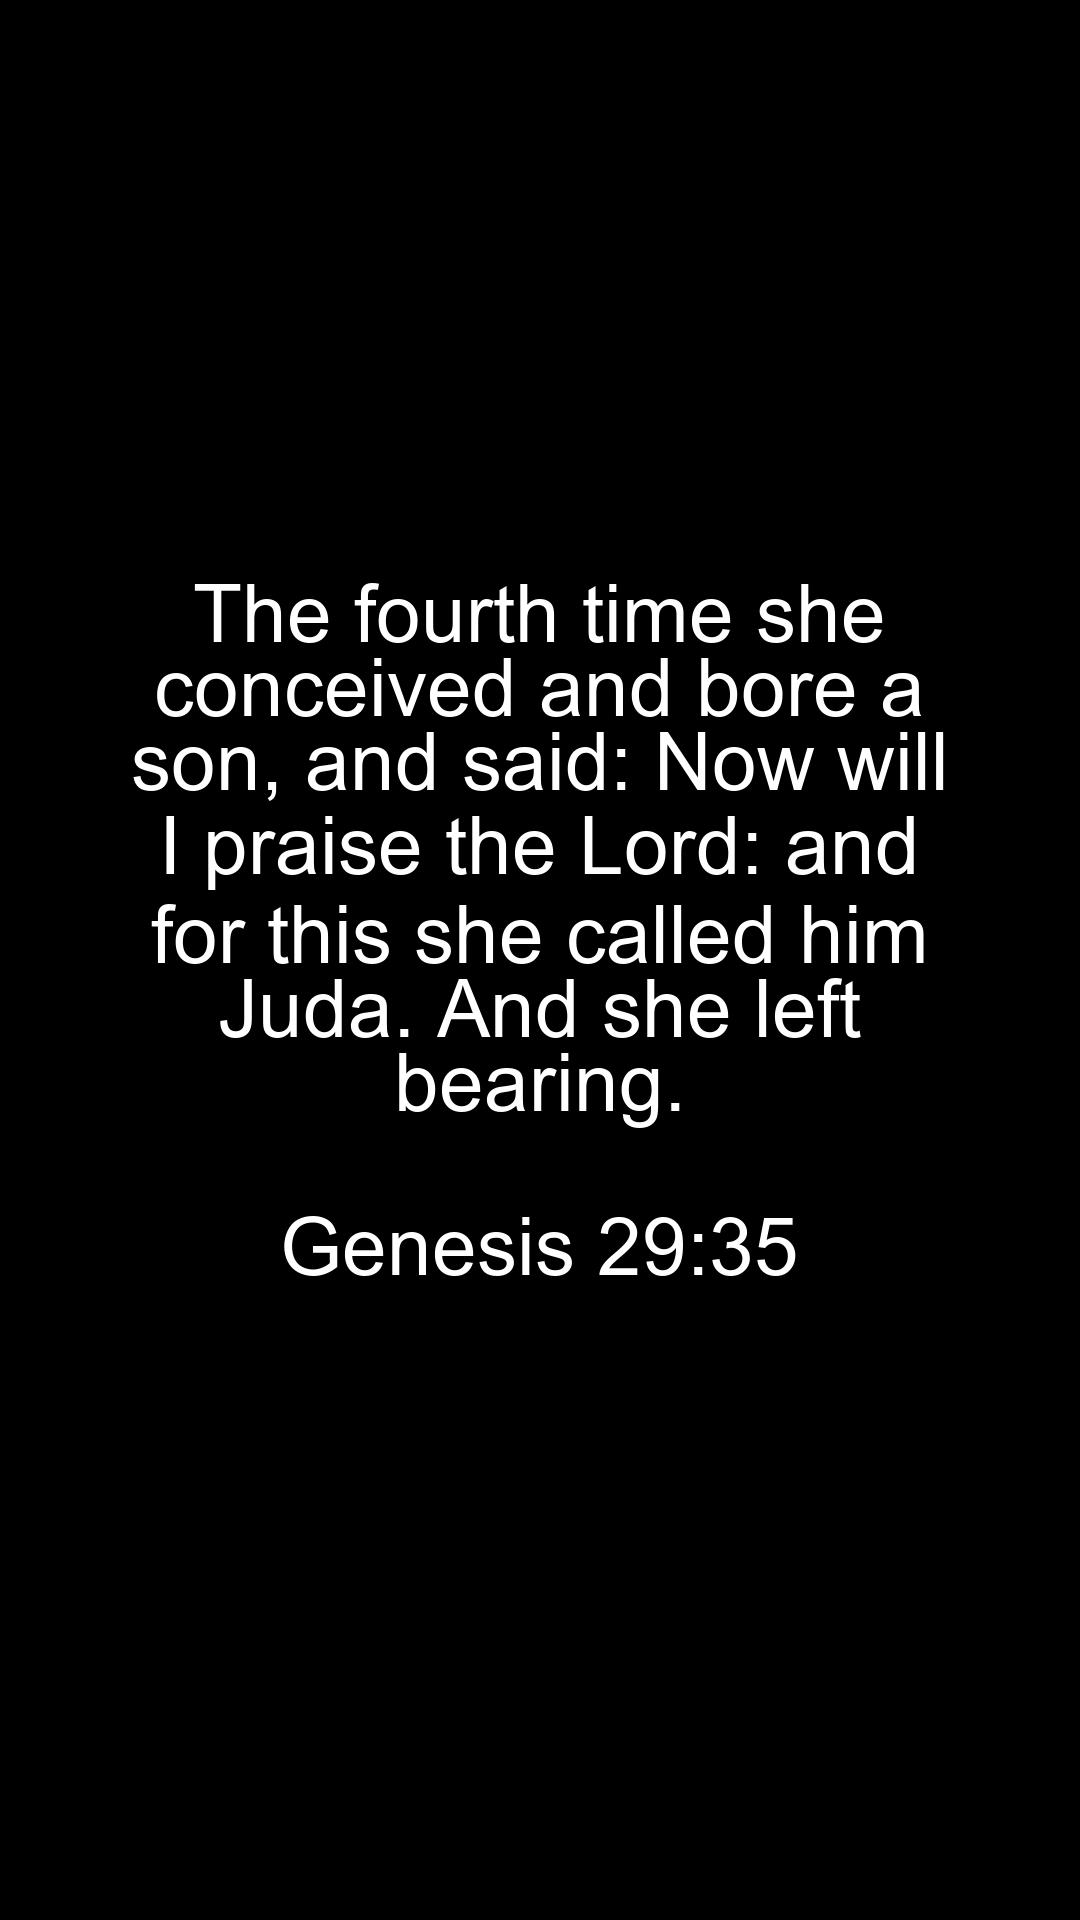 The fourth time she
conceived and bore a
son, and said: Now will
I praise the Lord: and
for this she called him
Juda. And she left
bearing.
Genesis 29:35